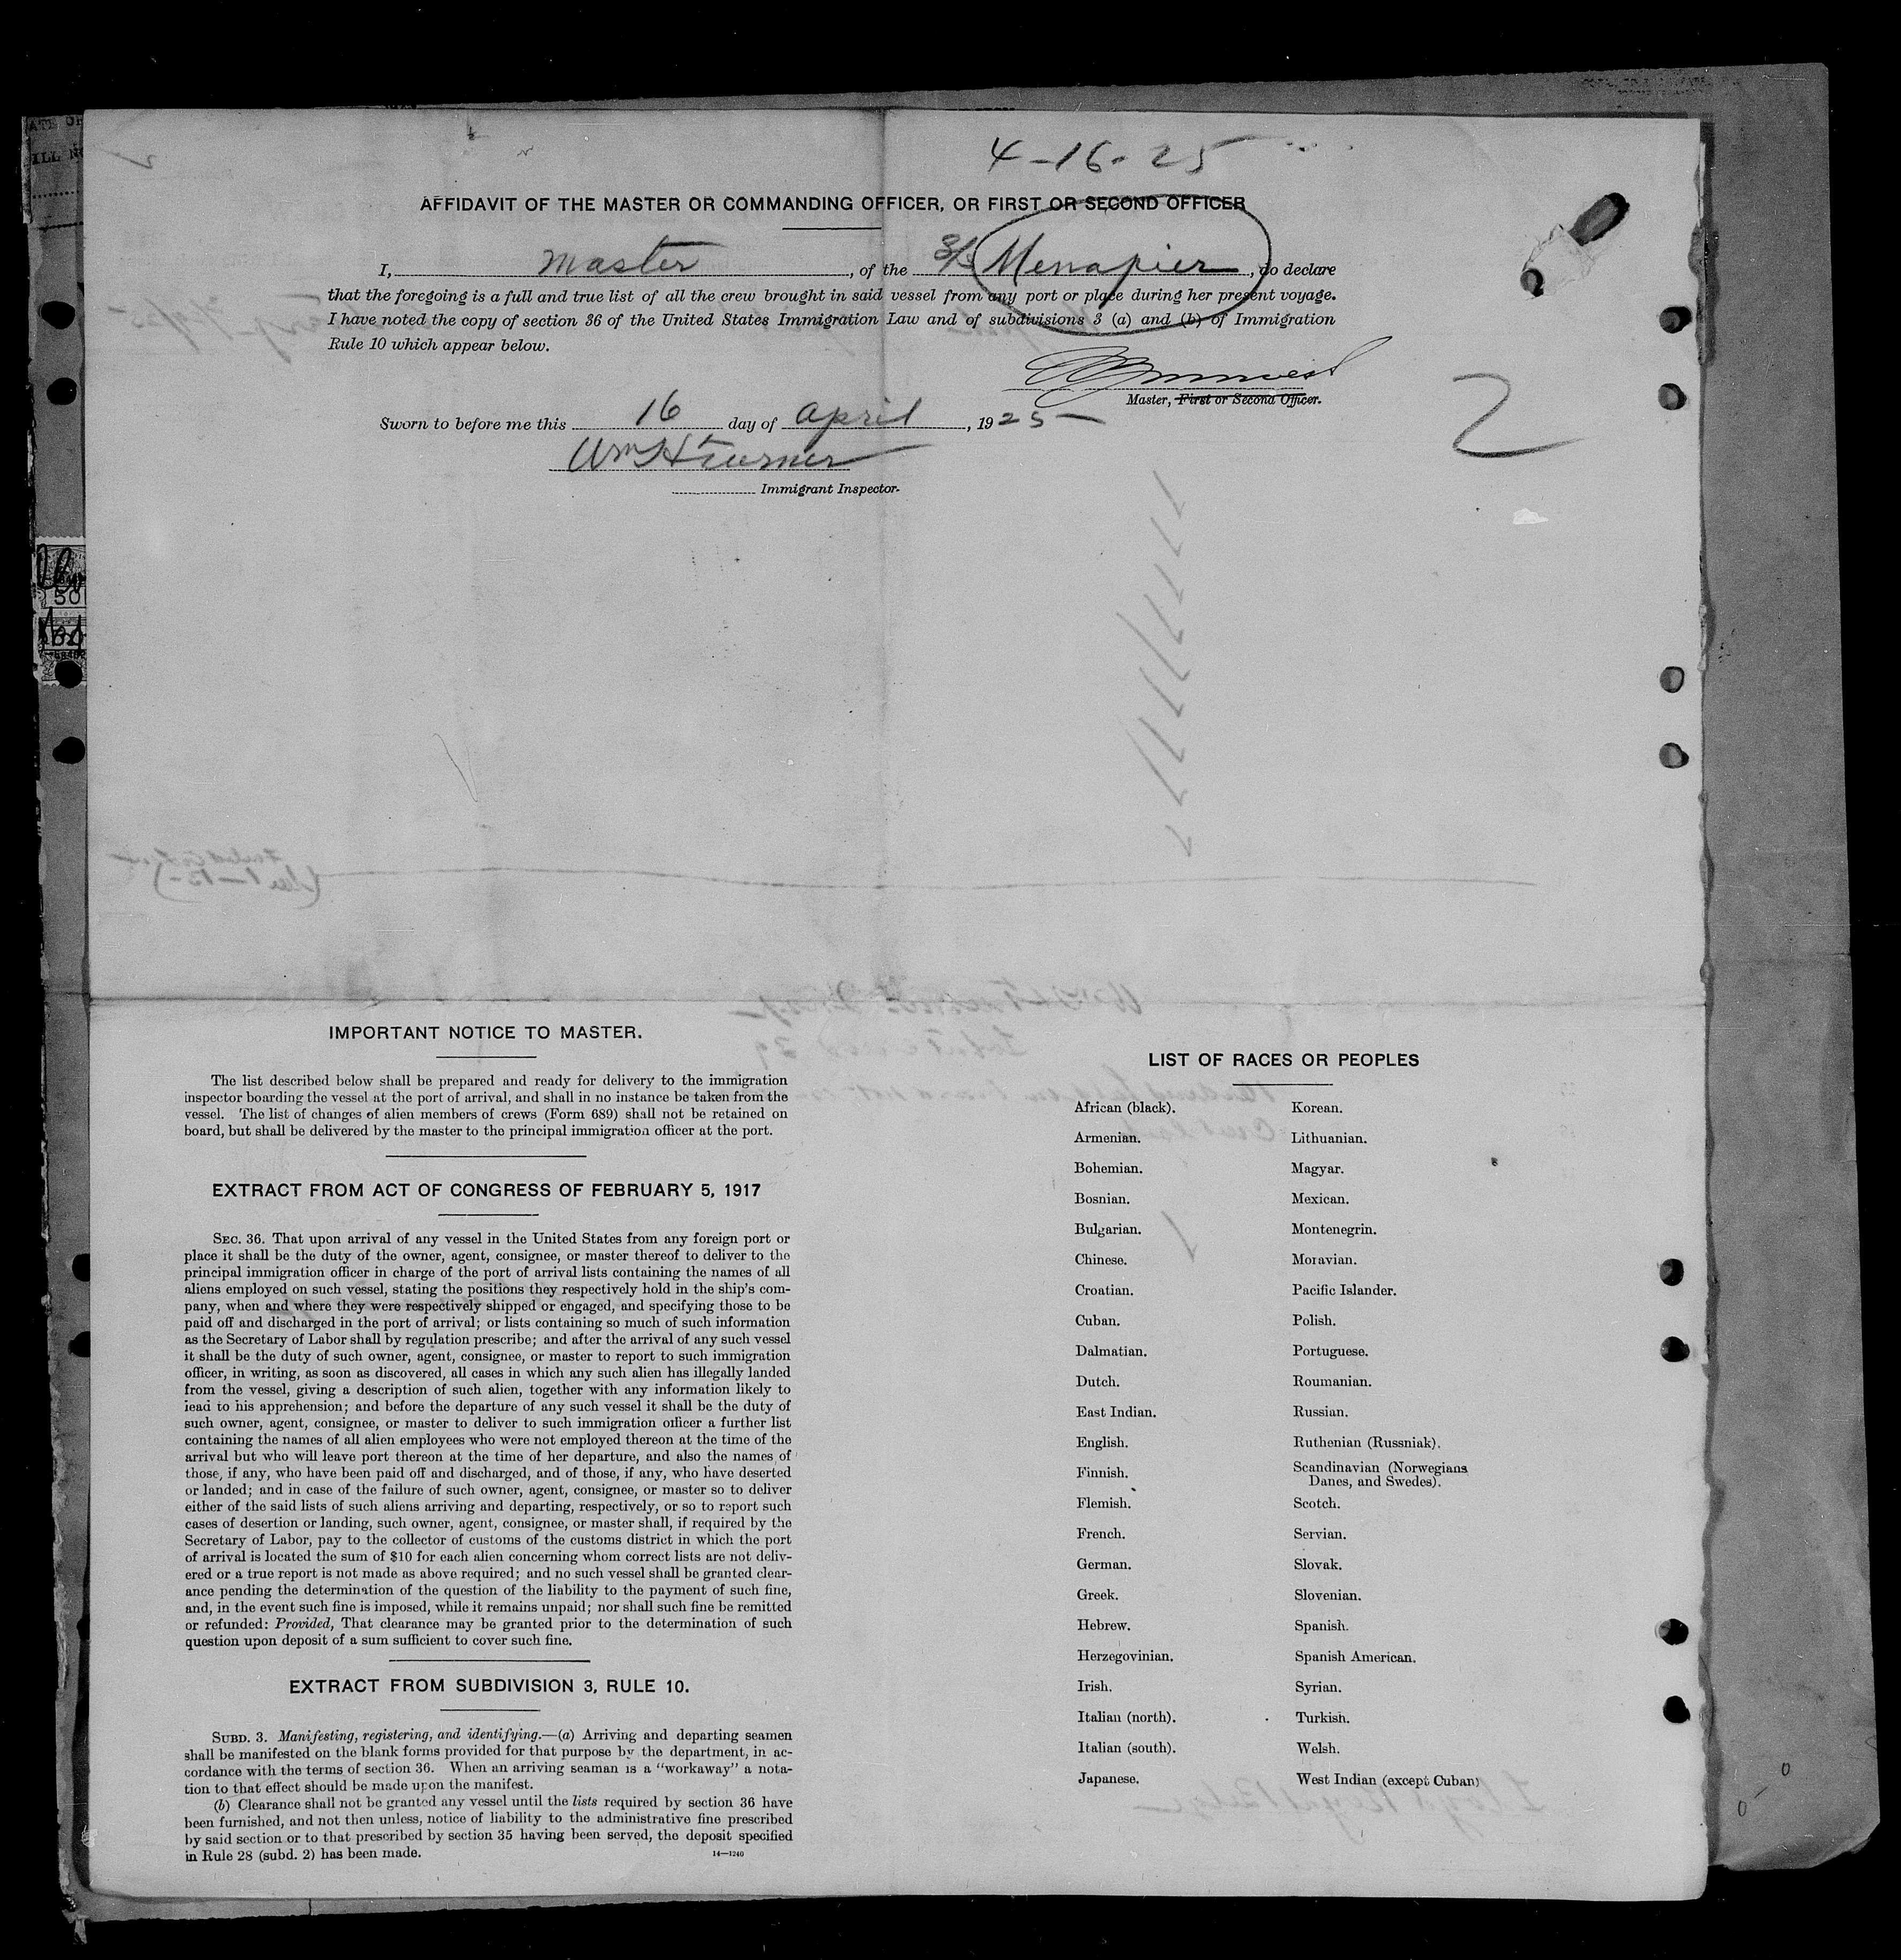 4-16-25
AFFIDAVIT OF THE MASTER OR COMMANDING OFFICER, OR FIRST OR SECOND OFFICER
I, Master, of the S/S Menapier, do declare
that the foregoing is a full and true list of all the crew brought in said vessel from any port or place during her present voyage.
I have noted the copy of section 36 of the United States Immigration Law and of subdivisions 3 (a) and (b) of Immigration
Rule 10 which appear below.
Master, First or Second Officer.
2
Sworn to before me this 16 day of April, 1925
Wm H Turner
Immigrant Inspector.
IMPORTANT NOTICE TO MASTER.
The list described below shall be prepared and ready for delivery to the immigration
inspector boarding the vessel at the port of arrival, and shall in no instance be taken from the
vessel. The list of changes of alien members of crews (Form 689) shall not be retained on
board, but shall be delivered by the master to the principal immigration officer at the port.
EXTRACT FROM ACT OF CONGRESS OF FEBRUARY 5, 1917
SEC. 36. That upon arrival of any vessel in the United States from any foreign port or
place it shall be the duty of the owner, agent, consignee, or master thereof to deliver to the
principal immigration officer in charge of the port of arrival lists containing the names of all
aliens employed on such vessel, stating the positions they respectively hold in the ship's com-
pany, when and where they were respectively shipped or engaged, and specifying those to be
paid off and discharged in the port of arrival; or lists containing so much of such information
as the Secretary of Labor shall by regulation prescribe; and after the arrival of any such vessel
it shall be the duty of such owner, agent, consignee, or master to report to such immigration
officer, in writing, as soon as discovered, all cases in which any such alien has illegally landed
from the vessel, giving a description of such alien, together with any information likely to
lead to his apprehension; and before the departure of any such vessel it shall be the duty of
such owner, agent, consignee, or master to deliver to such immigration officer a further list
containing the names of all alien employees who were not employed thereon at the time of the
arrival but who will leave port thereon at the time of her departure, and also the names of
those, if any, who have been paid off and discharged, and of those, if any, who have deserted
or landed; and in case of the failure of such owner, agent, consignee, or master so to deliver
either of the said lists of such aliens arriving and departing, respectively, or so to report such
cases of desertion or landing, such owner, agent, consignee, or master shall, if required by the
Secretary of Labor, pay to the collector of customs of the customs district in which the port
of arrival is located the sum of $10 for each alien concerning whom correct lists are not deliv-
ered or a true report is not made as above required; and no such vessel shall be granted clear-
ance pending the determination of the question of the liability to the payment of such fine,
and, in the event such fine is imposed, while it remains unpaid; nor shall such fine be remitted
or refunded: Provided, That clearance may be granted prior to the determination of such
question upon deposit of a sum sufficient to cover such fine.
EXTRACT FROM SUBDIVISION 3, RULE 10.
SUBD. 3. Manifesting, registering, and identifying.—(a) Arriving and departing seamen
shall be manifested on the blank forms provided for that purpose by the department, in ac-
cordance with the terms of section 36. When an arriving seaman is a "workaway" a nota-
tion to that effect should be made upon the manifest.
(b) Clearance shall not be granted any vessel until the lists required by section 36 have
been furnished, and not then unless, notice of liability to the administrative fine prescribed
by said section or to that prescribed by section 35 having been served, the deposit specified
in Rule 28 (subd. 2) has been made.
14—1240
LIST OF RACES OR PEOPLES
African (black).
Armenian.
Bohemian.
Bosnian.
Bulgarian.
Chinese.
Croatian.
Cuban.
Dalmatian.
Dutch.
East Indian.
English.
Finnish.
Flemish.
French.
German.
Greek.
Hebrew.
Herzegovinian.
Irish.
Italian (north).
Italian (south).
Japanese.
Korean.
Lithuanian.
Magyar.
Mexican.
Montenegrin.
Moravian.
Pacific Islander.
Polish.
Portuguese.
Roumanian.
Russian.
Ruthenian (Russniak).
Scandinavian (Norwegians
Danes, and Swedes).
Scotch.
Servian.
Slovak.
Slovenian.
Spanish.
Spanish American.
Syrian.
Turkish.
Welsh.
West Indian (except Cuban)